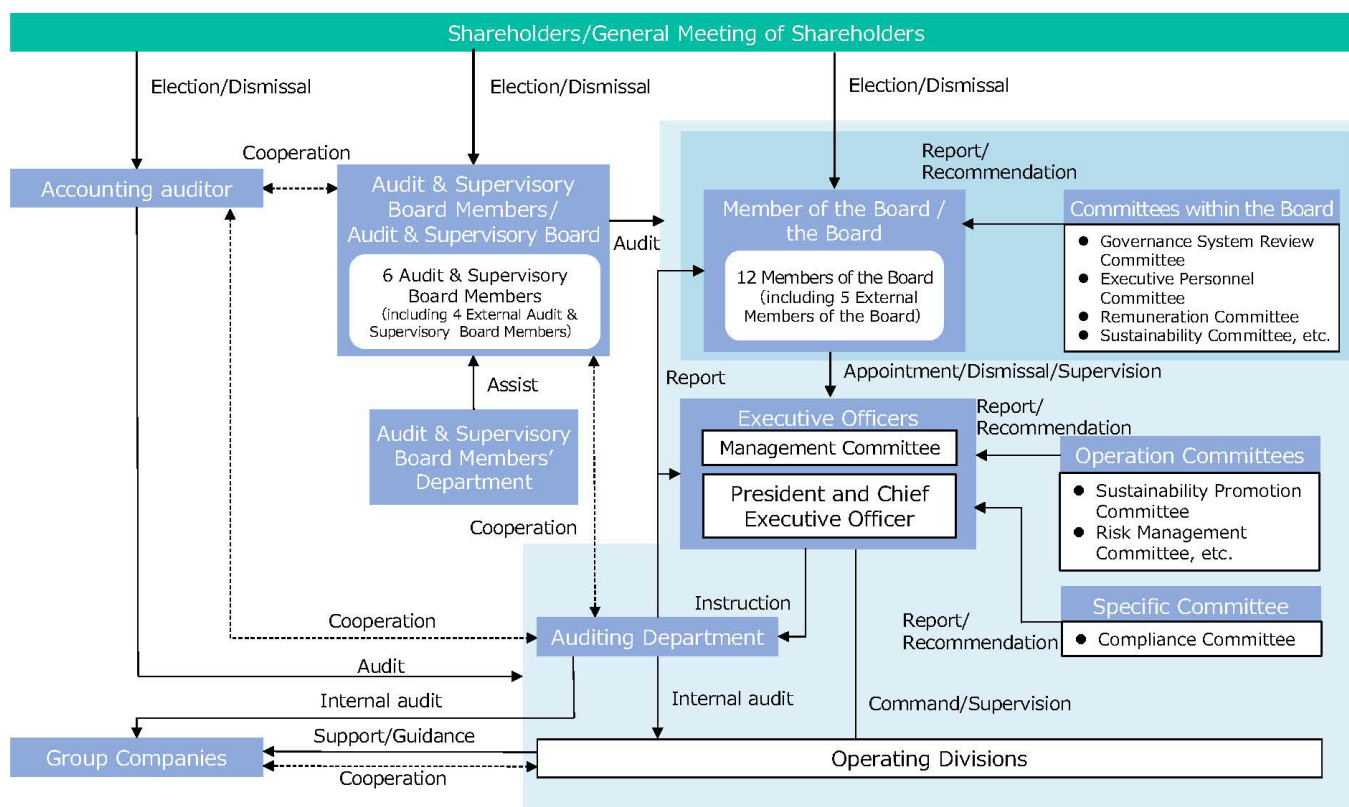 Shareholders/General Meeting of Shareholders
Election/Dismissal
Election/Dismissal
Election/Dismissal
Cooperation
Accounting auditor
Audit & Supervisory
Board Members/
Audit & Supervisory Board
6 Audit & Supervisory
Board Members
(including 4 External Audit &
Supervisory Board Members)
Audit
Report/
Recommendation
Member of the Board /
the Board
12 Members of the Board
(including 5 External
Members of the Board)
Committees within the Board
● Governance System Review
Committee
● Executive Personnel
Committee
● Remuneration Committee
● Sustainability Committee, etc.
Assist
Report
Appointment/Dismissal/Supervision
Audit & Supervisory
Board Members'
Department
Executive Officers
Management Committee
President and Chief
Executive Officer
Report/
Recommendation
Operation Committees
● Sustainability Promotion
Committee
● Risk Management
Committee, etc.
Cooperation
Instruction
Specific Committee
● Compliance Committee
Report/
Recommendation
Cooperation
Auditing Department
Audit
Internal audit
Internal audit
Command/Supervision
Group Companies
Support/Guidance
Cooperation
Operating Divisions